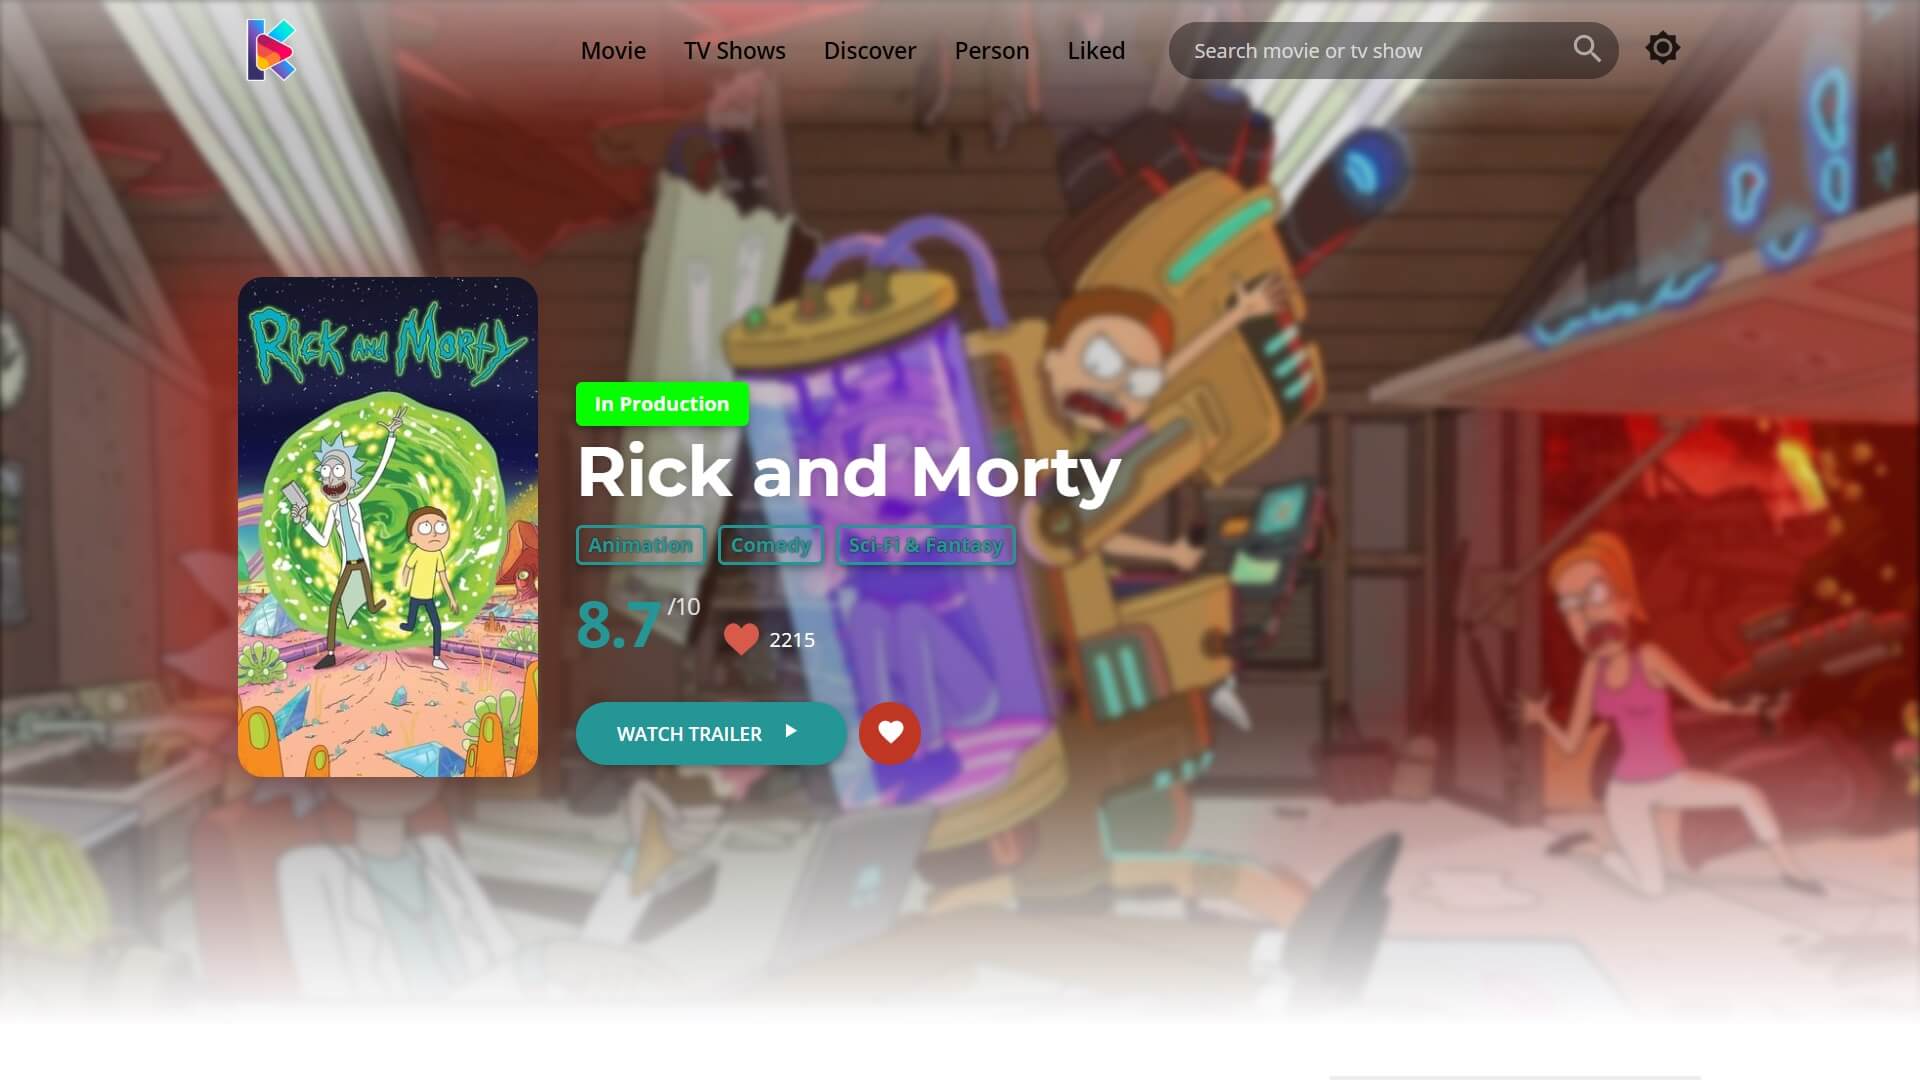 Movie TV Shows Discover Person Liked Search movie or tv show
Rick and Morty
In Production
Rick and Morty
Animation Comedy Sci-Fi & Fantasy
8.7 /10 2215
WATCH TRAILER